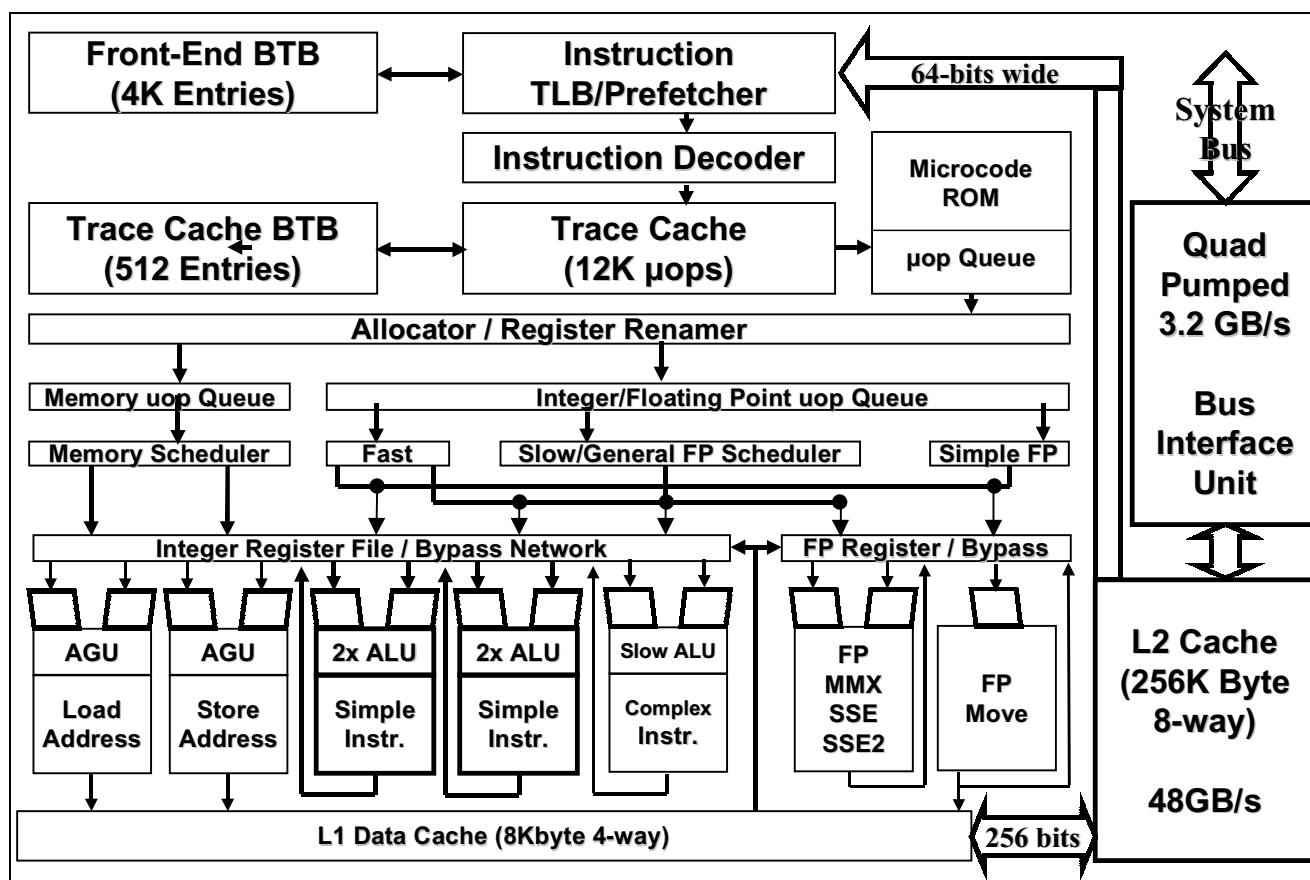 Front-End BTB
(4K Entries)
Instruction
TLB/Prefetcher
64-bits wide
System
Bus
Instruction Decoder
Microcode
ROM
Trace Cache BTB
(512 Entries)
Trace Cache
(12K µops)
µop Queue
Quad
Pumped
3.2 GB/s
Bus
Interface
Unit
Allocator / Register Renamer
Memory uop Queue
Integer/Floating Point uop Queue
Memory Scheduler
Fast
Slow/General FP Scheduler
Simple FP
Integer Register File / Bypass Network
FP Register / Bypass
AGU
Load
Address
AGU
Store
Address
2x ALU
Simple
Instr.
2x ALU
Simple
Instr.
Slow ALU
Complex
Instr.
FP
MMX
SSE
SSE2
FP
Move
L2 Cache
(256K Byte
8-way)
48GB/s
L1 Data Cache (8Kbyte 4-way)
256 bits